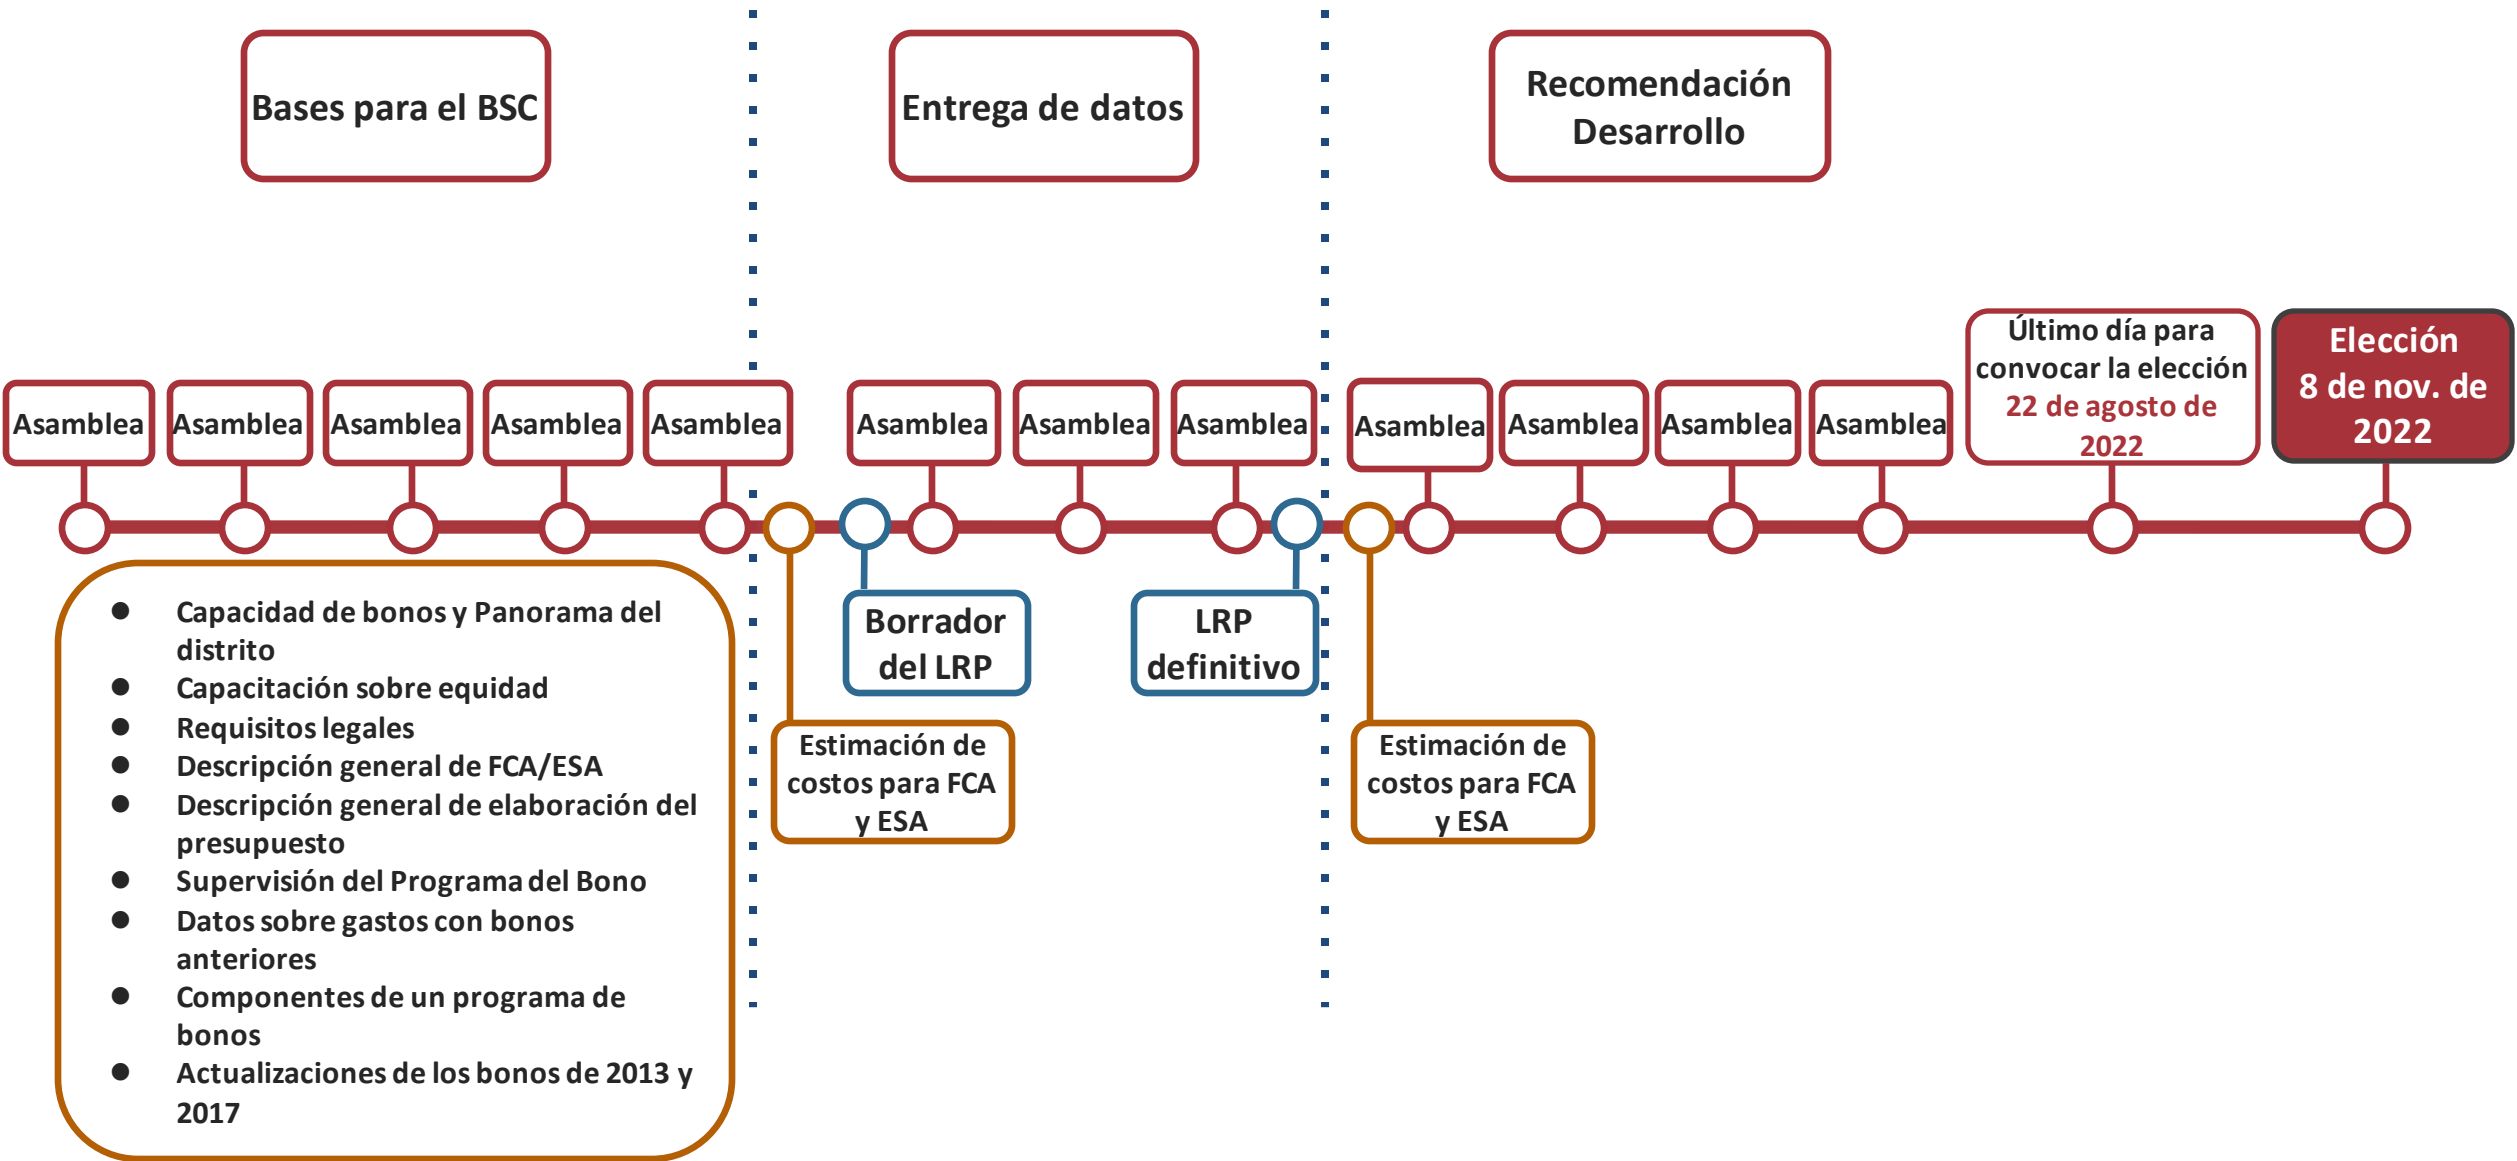 Bases para el BSC
Entrega de datos
Recomendación
Desarrollo
Asamblea
Asamblea
Asamblea
Asamblea
Asamblea
Asamblea
Asamblea
Asamblea
Asamblea
Asamblea
Asamblea
Asamblea
Último día para
convocar la elección
22 de agosto de
2022
Elección
8 de nov. de
2022
● Capacidad de bonos y Panorama del
distrito
● Capacitación sobre equidad
● Requisitos legales
● Descripción general de FCA/ESA
● Descripción general de elaboración del
presupuesto
● Supervisión del Programa del Bono
● Datos sobre gastos con bonos
anteriores
● Componentes de un programa de
bonos
● Actualizaciones de los bonos de 2013 y
2017
Borrador
del LRP
LRP
definitivo
Estimación de
costos para FCA
y ESA
Estimación de
costos para FCA
y ESA